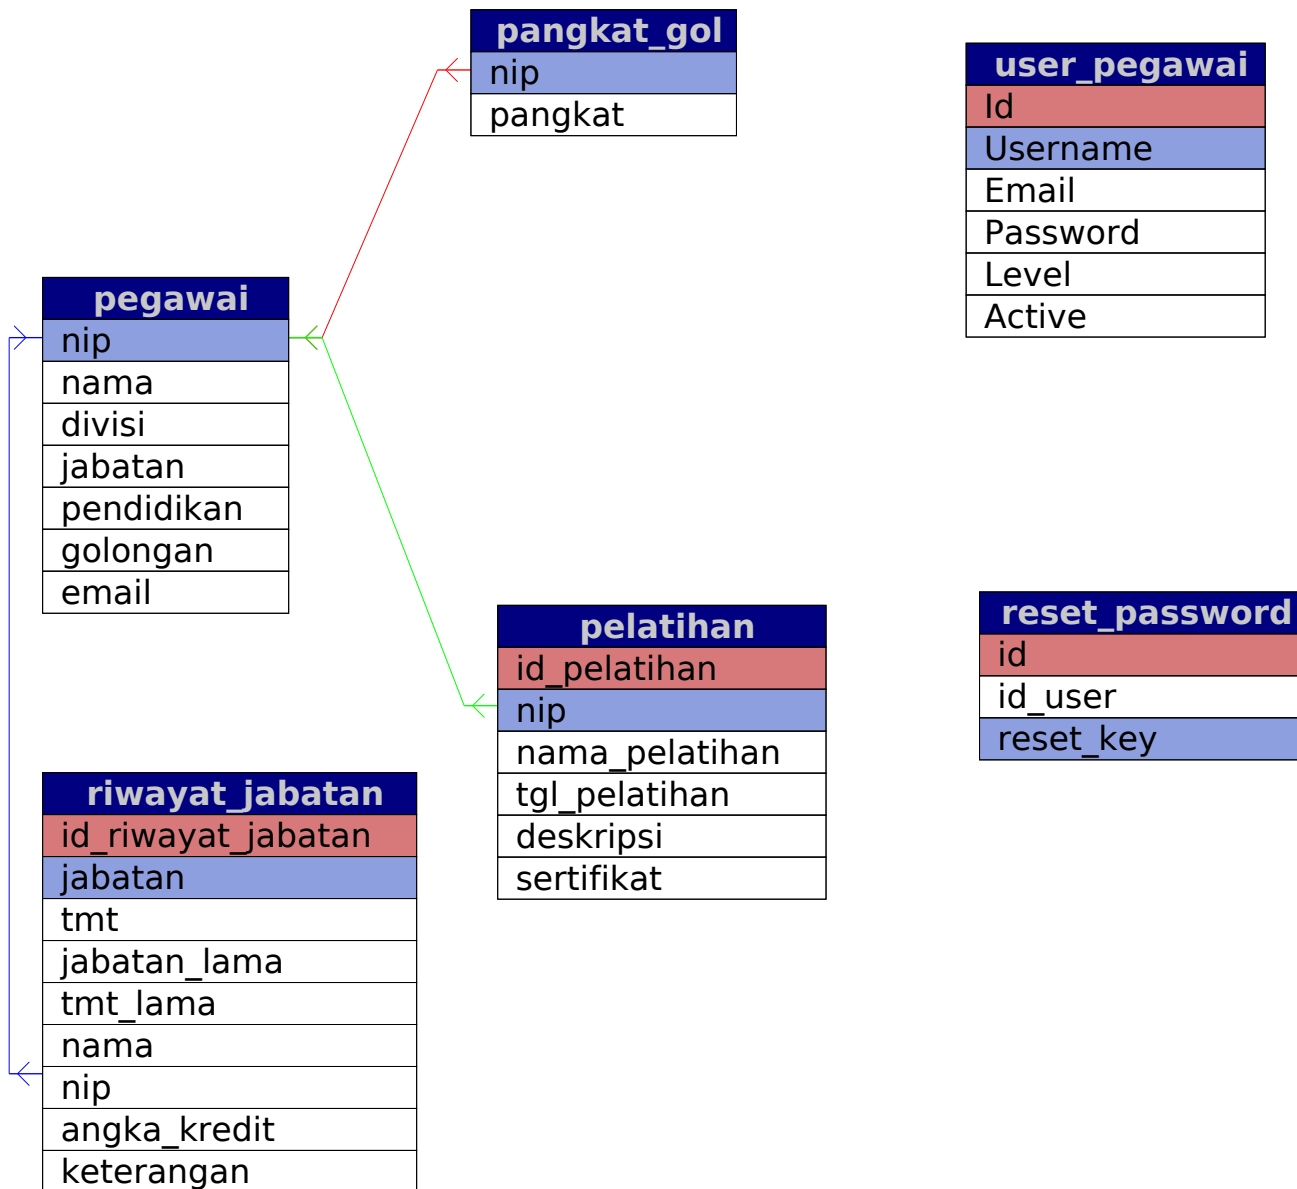 pangkat_gol
nip
pangkat
user_pegawai
Id
Username
Email
Password
Level
Active
pegawai
nip
nama
divisi
jabatan
pendidikan
golongan
email
pelatihan
id_pelatihan
nip
nama_pelatihan
tgl_pelatihan
deskripsi
sertifikat
reset_password
id
id_user
reset_key
riwayat_jabatan
id_riwayat_jabatan
jabatan
tmt
jabatan_lama
tmt_lama
nama
nip
angka_kredit
keterangan